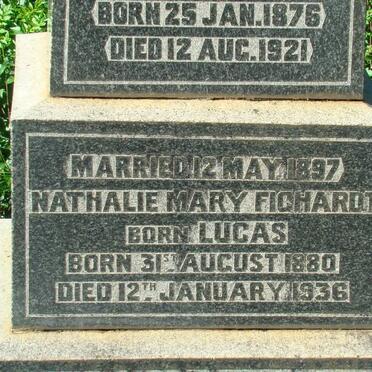 BORN 25 JAN. 1876
DIED 12 AUG. 1921
MARRIED 12 MAY 1897
NATHALIE MARY FICHARDT
BORN LUCAS
BORN 31ST AUGUST 1880
DIED 12TH JANUARY 1936